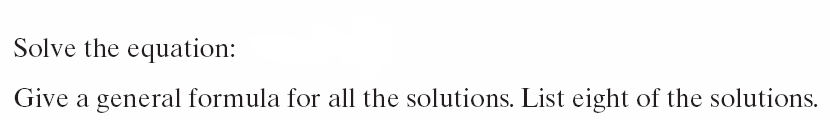 Solve the equation:
Give a general formula for all the solutions. List eight of the solutions.